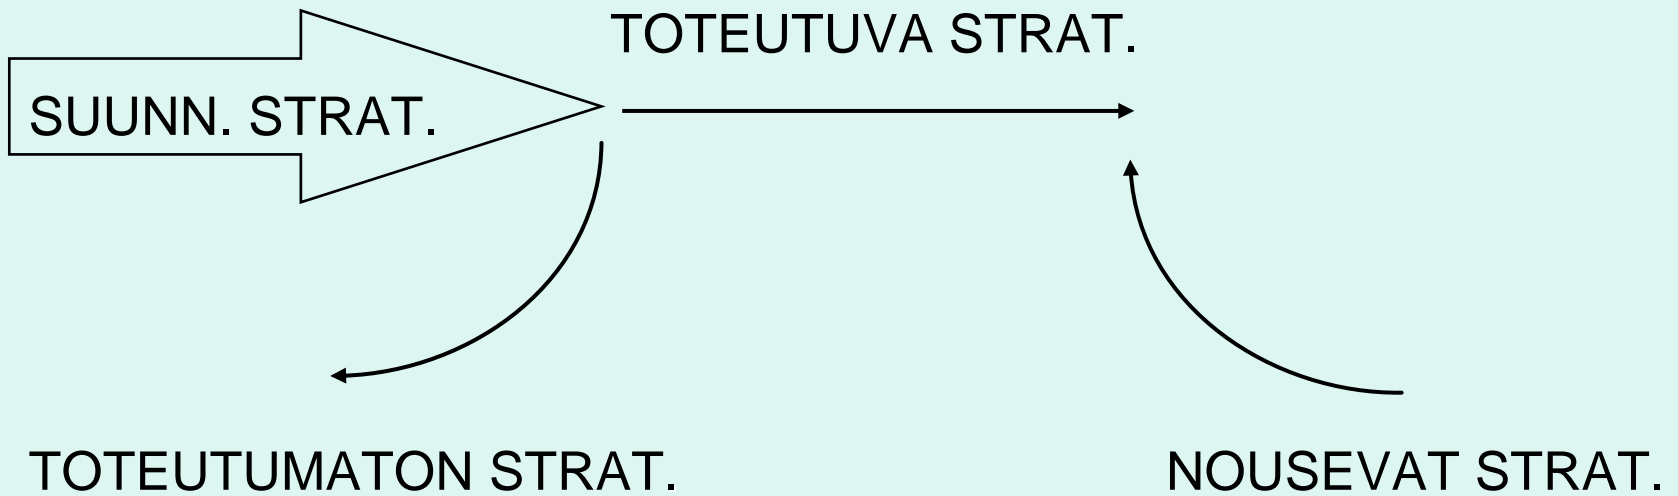 TOTEUTUVA STRAT.
SUUNN. STRAT.
TOTEUTUMATON STRAT.
NOUSEVAT STRAT.